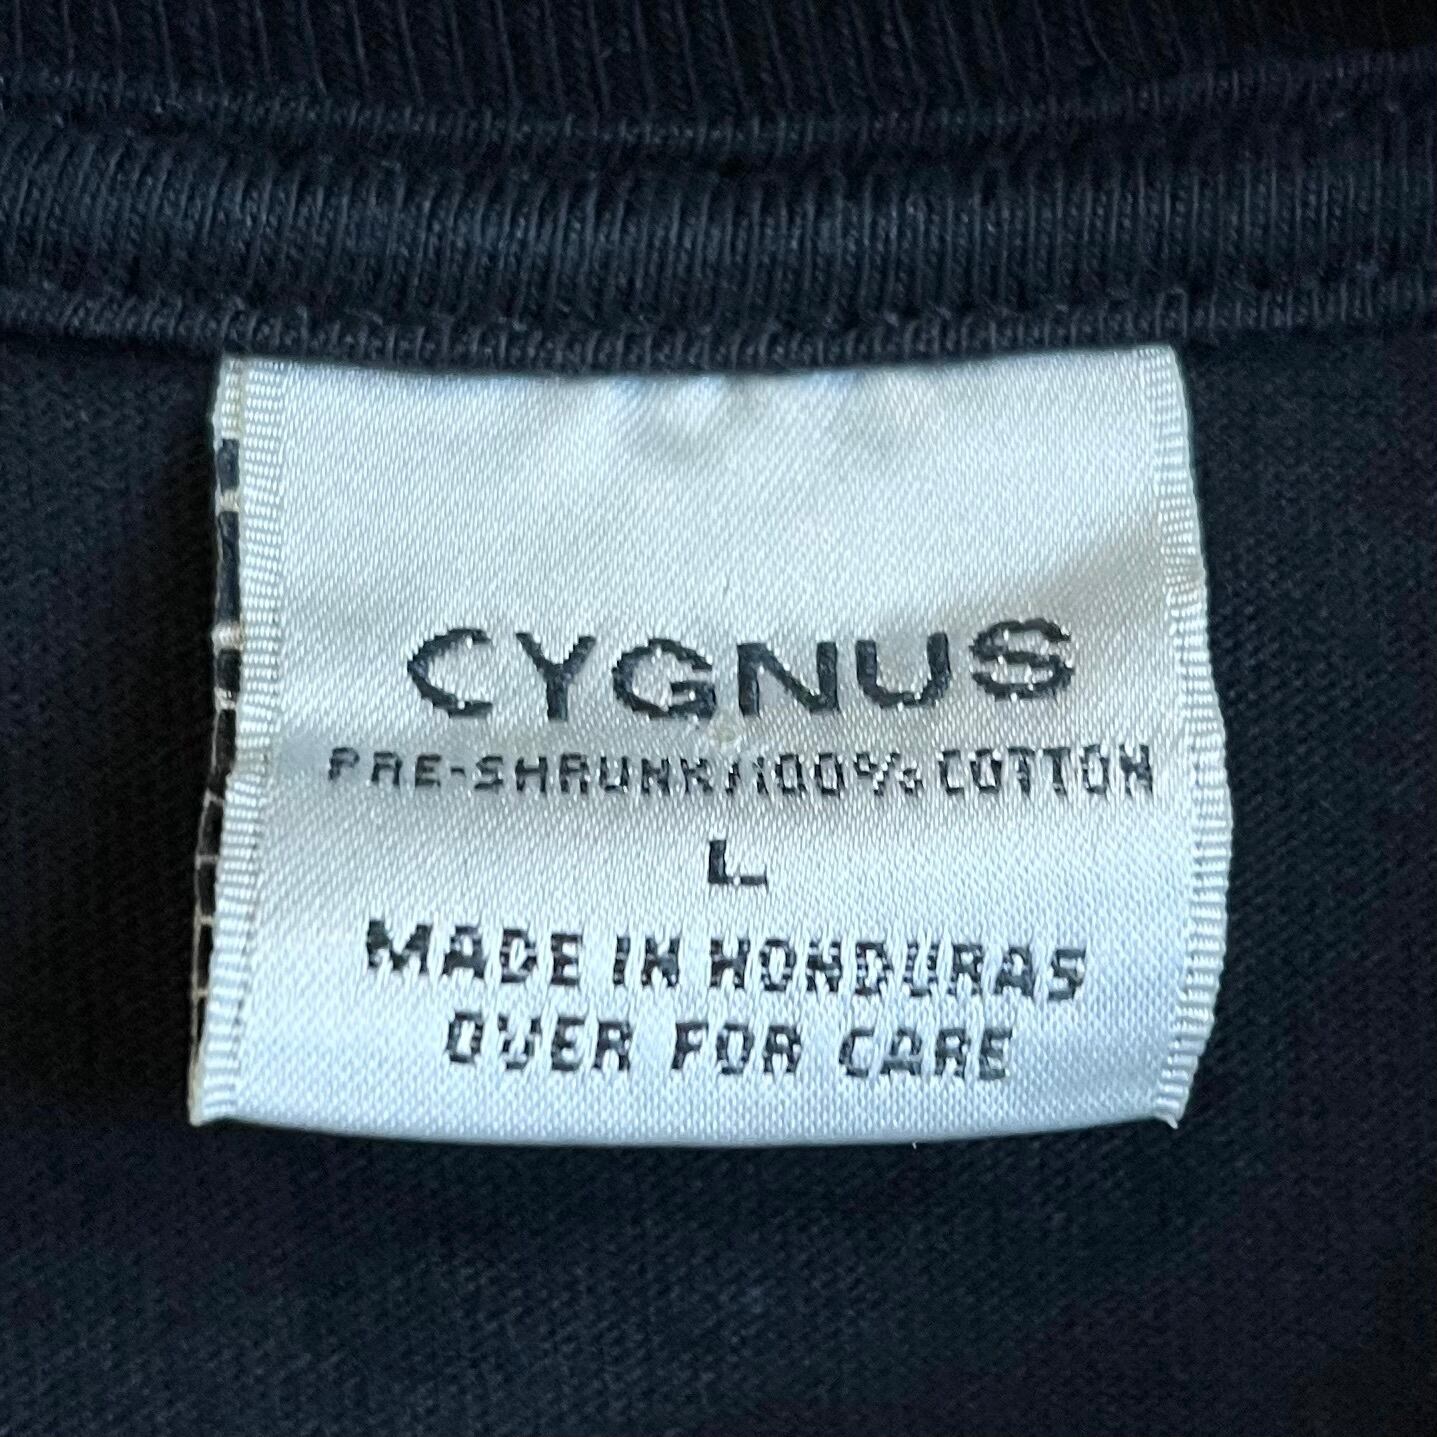 CYGNUS
PRE-SHRUNK/100% COTTON
L
MADE IN HONDURAS
OVER FOR CARE